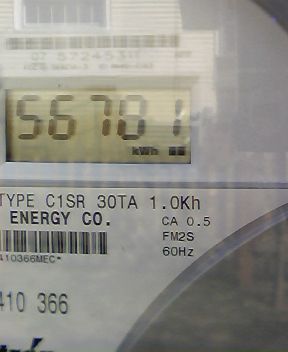 56781
kWh
TYPE C1SR 30TA 1.0Kh
ENERGY CO.
CA 0.5
FM2S
60Hz
410366MEC*
410 366